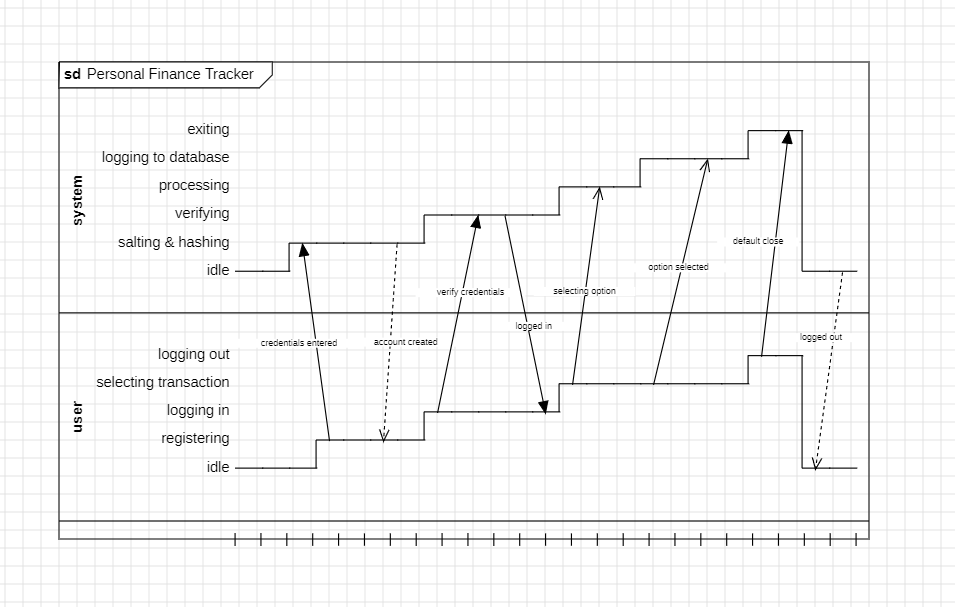 sd Personal Finance Tracker
system
exiting
logging to database
processing
verifying
salting & hashing
idle
default close
option selected
verify credentials
selecting option
logged in
credentials entered
account created
logged out
user
logging out
selecting transaction
logging in
registering
idle